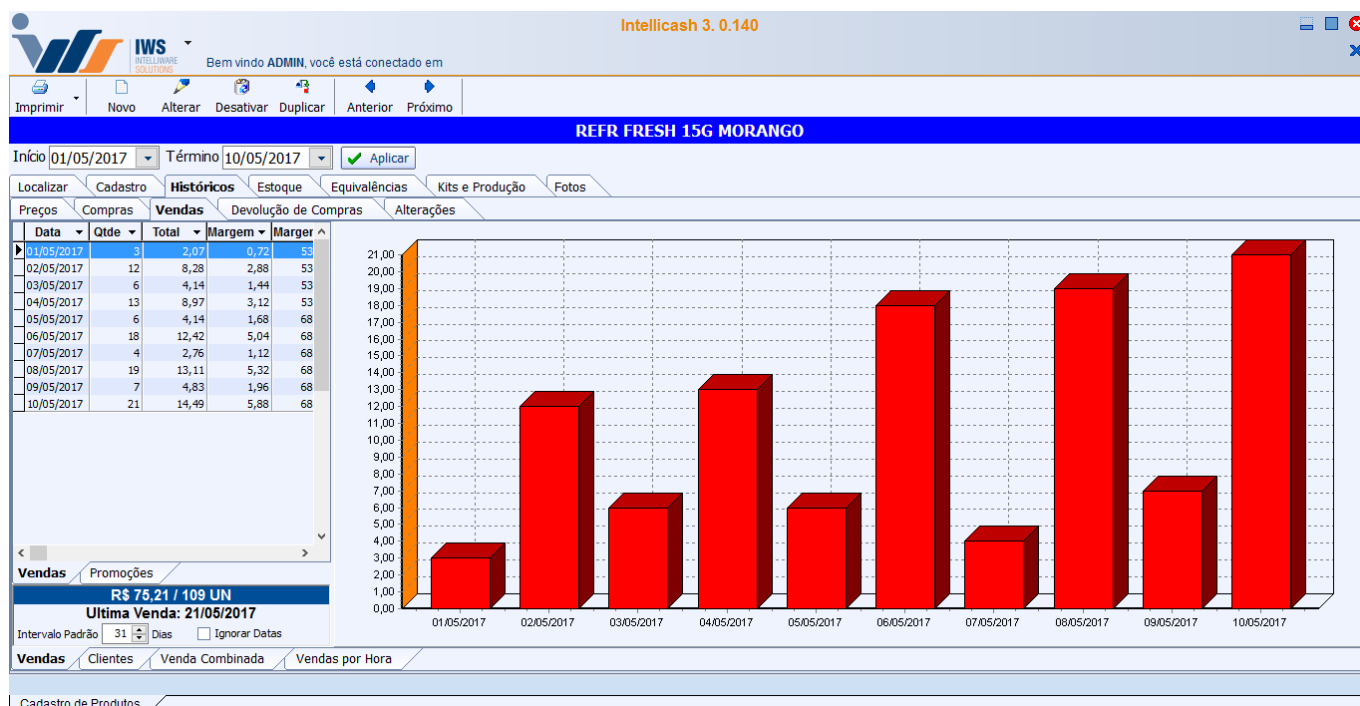 Intellicash 3. 0.140
IWS
INTELLIWARE
SOLUTIONS
Bem vindo ADMIN, você está conectado em
Imprimir Novo Alterar Desativar Duplicar Anterior Próximo
REFR FRESH 15G MORANGO
Início 01/05/2017 Término 10/05/2017 Aplicar
Localizar Cadastro Históricos Estoque Equivalências Kits e Produção Fotos
Preços Compras Vendas Devolução de Compras Alterações
Data Qtde Total Margem Marger
01/05/2017 3 2,07 0,72 53
02/05/2017 12 8,28 2,88 53
03/05/2017 6 4,14 1,44 53
04/05/2017 13 8,97 3,12 53
05/05/2017 6 4,14 1,68 68
06/05/2017 18 12,42 5,04 68
07/05/2017 4 2,76 1,12 68
08/05/2017 19 13,11 5,32 68
09/05/2017 7 4,83 1,96 68
10/05/2017 21 14,49 5,88 68
21,00
20,00
19,00
18,00
17,00
16,00
15,00
14,00
13,00
12,00
11,00
10,00
9,00
8,00
7,00
6,00
5,00
4,00
3,00
2,00
1,00
0,00
01/05/2017 02/05/2017 03/05/2017 04/05/2017 05/05/2017 06/05/2017 07/05/2017 08/05/2017 09/05/2017 10/05/2017
Vendas Promoções
R$ 75,21 / 109 UN
Ultima Venda: 21/05/2017
Intervalo Padrão 31 Dias Ignorar Datas
Vendas Clientes Venda Combinada Vendas por Hora
Cadastro de Produtos